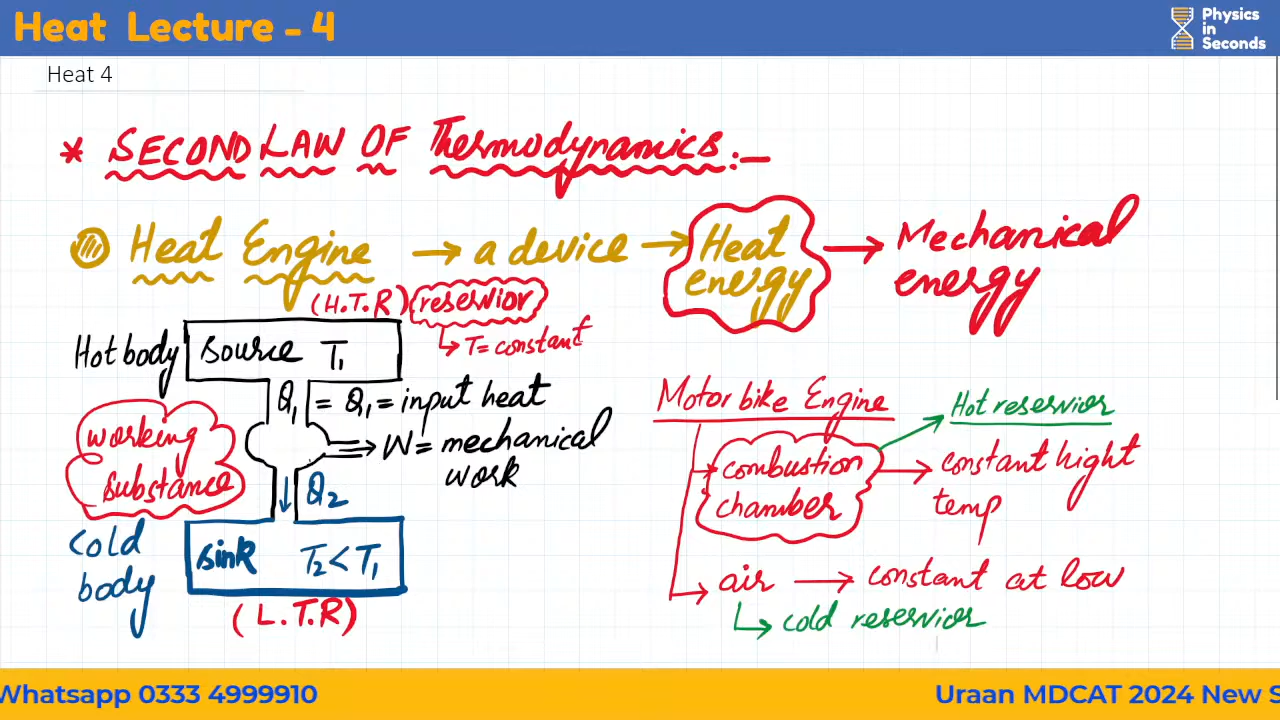 Heat Lecture - 4
Physics
in
Seconds
Heat 4
* SECOND LAW OF Thermodynamics :-
Heat Engine → a device → Heat energy → Mechanical energy
(H.T.R) reservior
↳ T = constant
Hot body
Source T₁
Q₁ = Q₁ = input heat
working
substance
⇒ W = mechanical
work
↓ Q₂
cold
body
sink T₂ < T₁
(L.T.R)
Motor bike Engine
Hot reservior
combustion
chamber
→ constant hight
temp
air → constant at low
↳ cold reservior
Whatsapp 0333 4999910
Uraan MDCAT 2024 New S